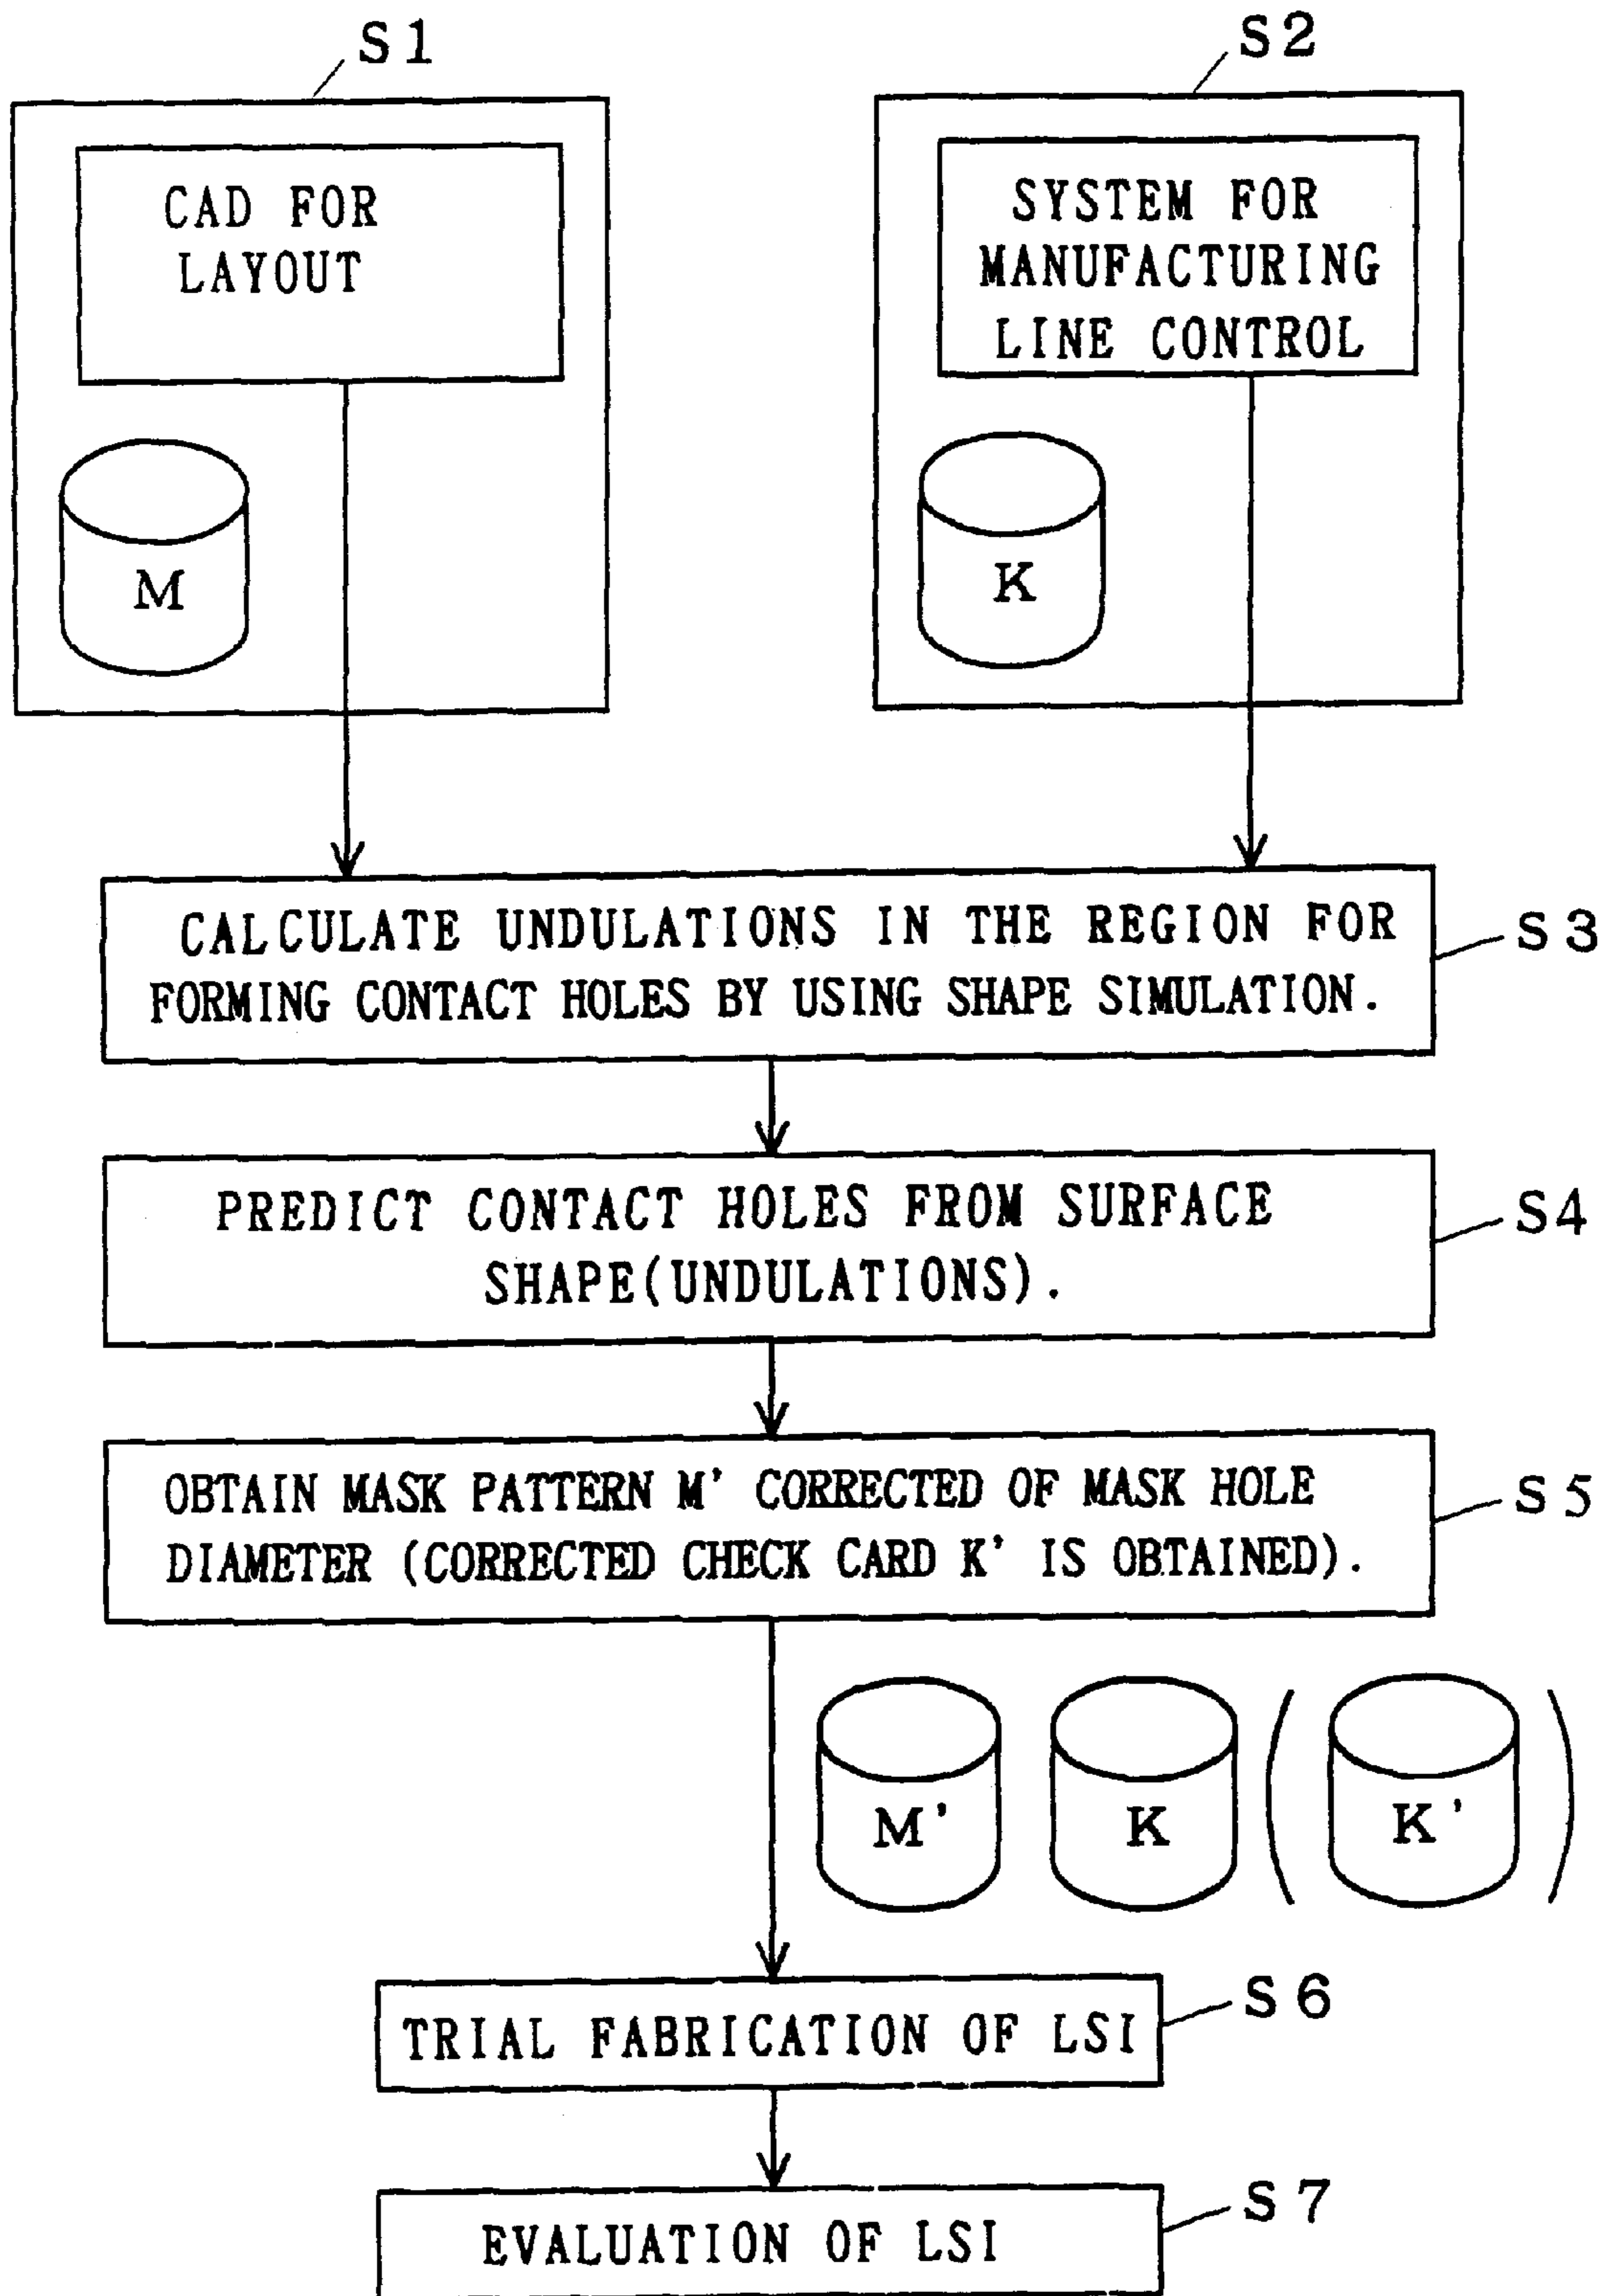 S1
S2
CAD FOR
LAYOUT
SYSTEM FOR
MANUFACTURING
LINE CONTROL
M
K
CALCULATE UNDULATIONS IN THE REGION FOR
FORMING CONTACT HOLES BY USING SHAPE SIMULATION.
S3
PREDICT CONTACT HOLES FROM SURFACE
SHAPE(UNDULATIONS).
S4
OBTAIN MASK PATTERN M' CORRECTED OF MASK HOLE
DIAMETER (CORRECTED CHECK CARD K' IS OBTAINED).
S5
M'
K
( K' )
TRIAL FABRICATION OF LSI
S6
EVALUATION OF LSI
S7